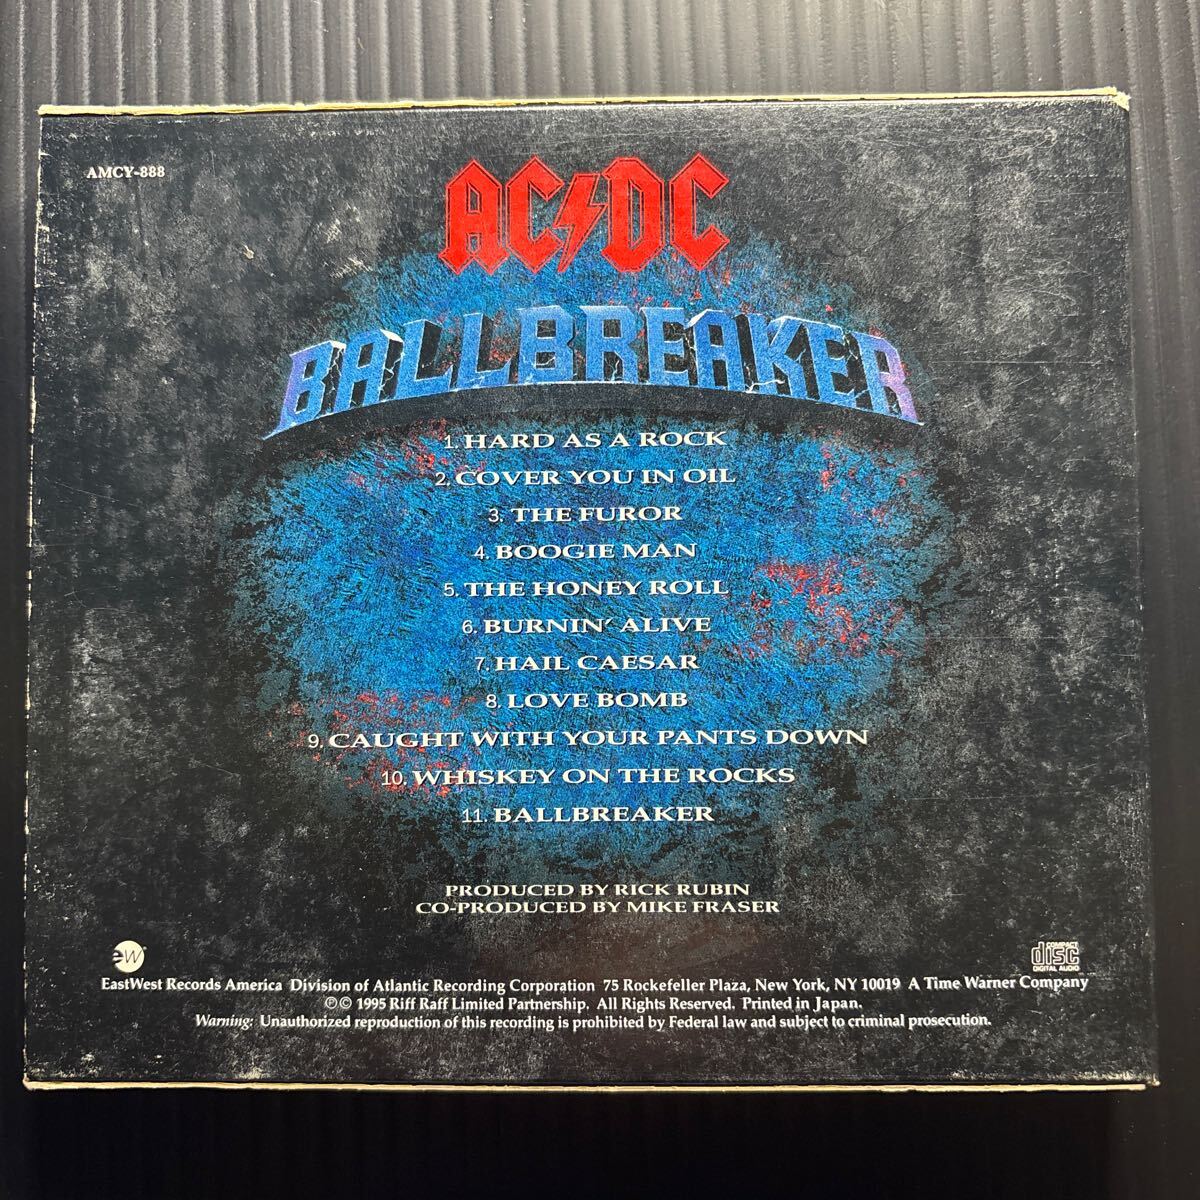 AMCY-888
AC⚡DC
BALLBREAKER
1. HARD AS A ROCK
2. COVER YOU IN OIL
3. THE FUROR
4. BOOGIE MAN
5. THE HONEY ROLL
6. BURNIN' ALIVE
7. HAIL CAESAR
8. LOVE BOMB
9. CAUGHT WITH YOUR PANTS DOWN
10. WHISKEY ON THE ROCKS
11. BALLBREAKER
PRODUCED BY RICK RUBIN
CO-PRODUCED BY MIKE FRASER
ew
COMPACT
disc
DIGITAL AUDIO
EastWest Records America Division of Atlantic Recording Corporation 75 Rockefeller Plaza, New York, NY 10019 A Time Warner Company
℗© 1995 Riff Raff Limited Partnership. All Rights Reserved. Printed in Japan.
Warning: Unauthorized reproduction of this recording is prohibited by Federal law and subject to criminal prosecution.